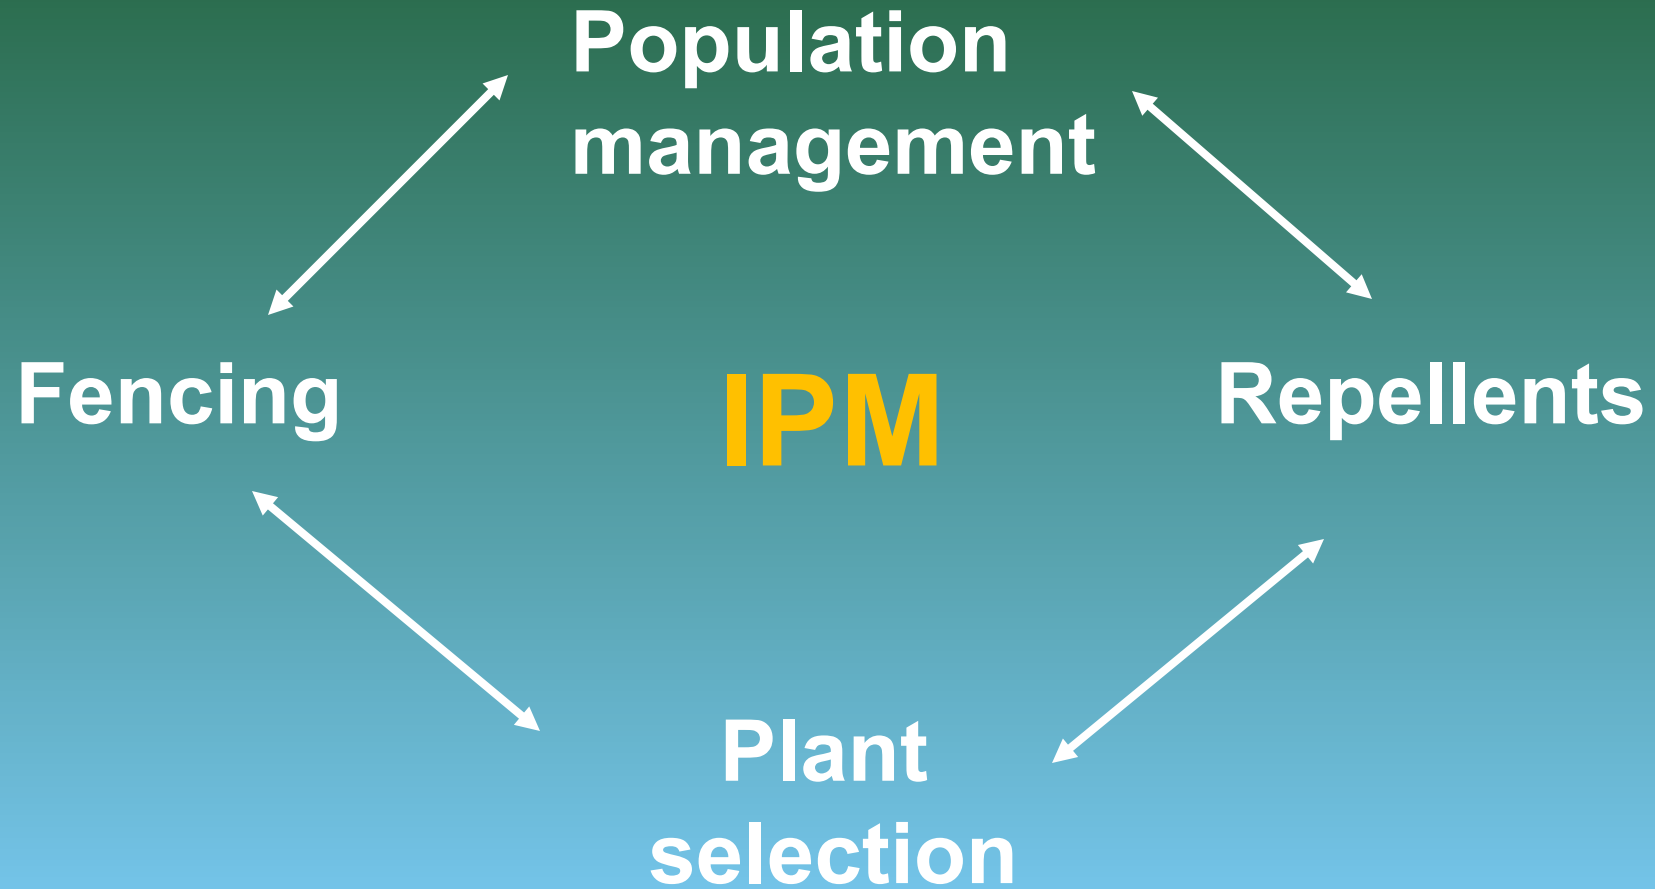 Population
management
Fencing
IPM
Repellents
Plant
selection